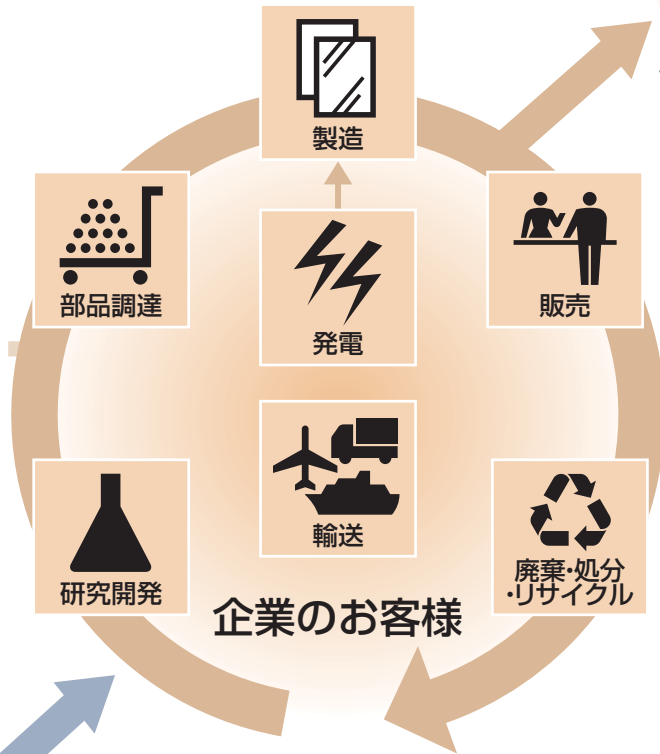 製造
部品調達
発電
販売
輸送
研究開発
廃棄・処分
・リサイクル
企業のお客様